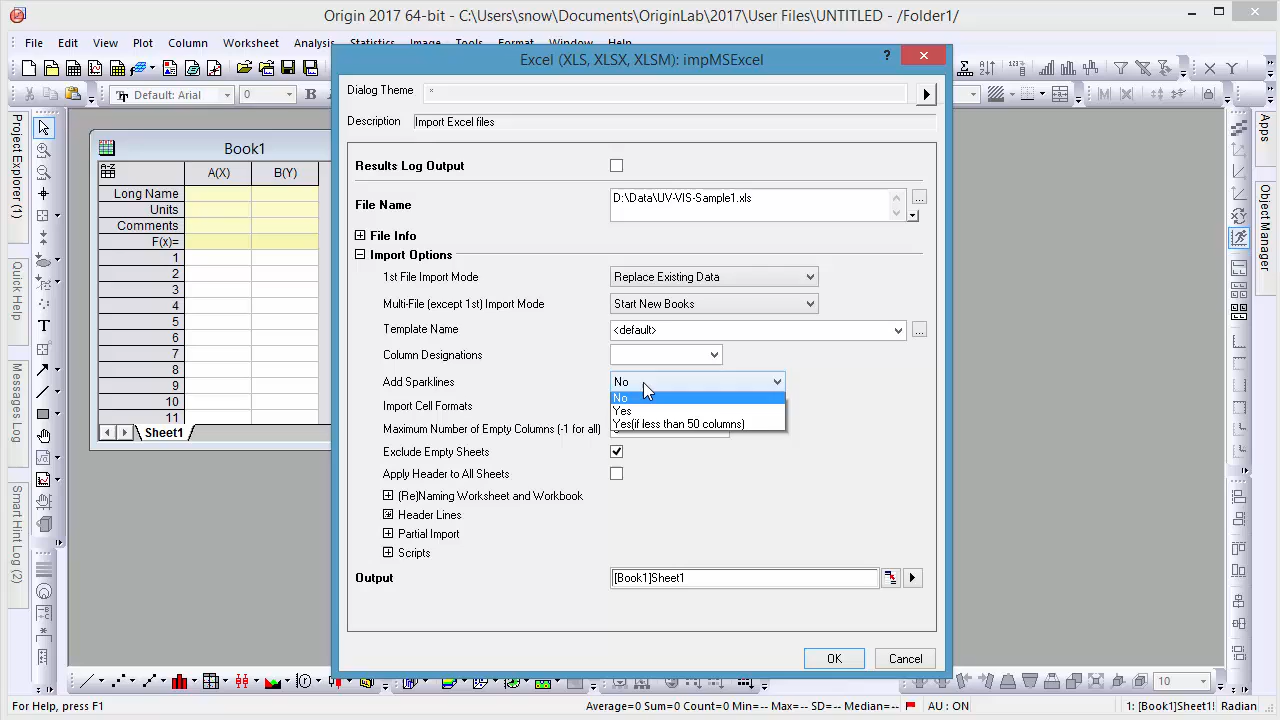 Origin 2017 64-bit - C:\Users\snow\Documents\OriginLab\2017\User Files\UNTITLED - /Folder1/
File Edit View Plot Column Worksheet Analysis Statistics Image Tools Format Window Help
Default: Arial 0 B
Excel (XLS, XLSX, XLSM): impMSExcel ?
Dialog Theme *
Description Import Excel files
Results Log Output
File Name D:\Data\UV-VIS-Sample1.xls ...
File Info
Import Options
1st File Import Mode Replace Existing Data
Multi-File (except 1st) Import Mode Start New Books
Template Name <default> ...
Column Designations
Add Sparklines No
No
Yes
Yes(if less than 50 columns)
Import Cell Formats
Maximum Number of Empty Columns (-1 for all)
Exclude Empty Sheets
Apply Header to All Sheets
(Re)Naming Worksheet and Workbook
Header Lines
Partial Import
Scripts
Output [Book1]Sheet1
OK Cancel
Book1
A(X) B(Y)
Long Name
Units
Comments
F(x)=
1
2
3
4
5
6
7
8
9
10
11
Sheet1
Project Explorer (1)
Quick Help
Messages Log
Smart Hint Log (2)
Apps
Object Manager
10
For Help, press F1 Average=0 Sum=0 Count=0 Min=-- Max=-- SD=-- Median=-- AU : ON 1: [Book1]Sheet1! Radian